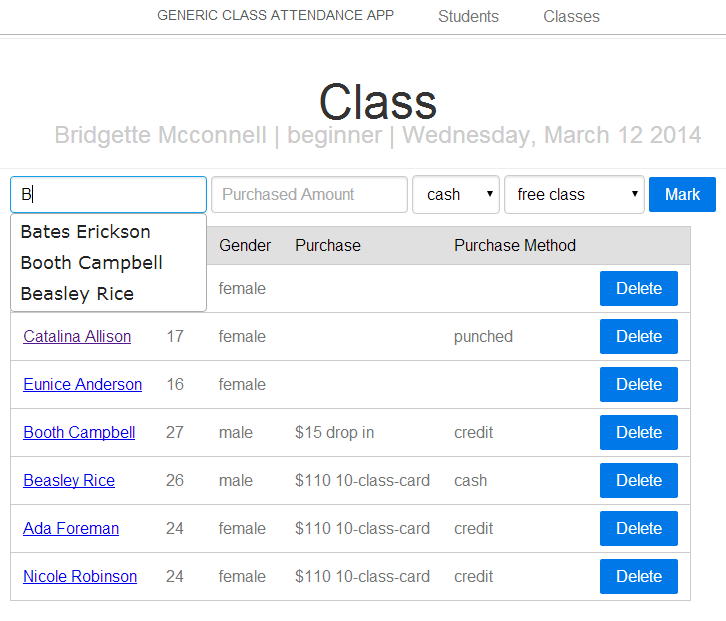 GENERIC CLASS ATTENDANCE APP Students Classes
Class
Bridgette Mcconnell | beginner | Wednesday, March 12 2014
B Purchased Amount cash free class Mark
Bates Erickson
Booth Campbell
Beasley Rice
Gender Purchase Purchase Method
female Delete
Catalina Allison 17 female punched Delete
Eunice Anderson 16 female Delete
Booth Campbell 27 male $15 drop in credit Delete
Beasley Rice 26 male $110 10-class-card cash Delete
Ada Foreman 24 female $110 10-class-card credit Delete
Nicole Robinson 24 female $110 10-class-card credit Delete